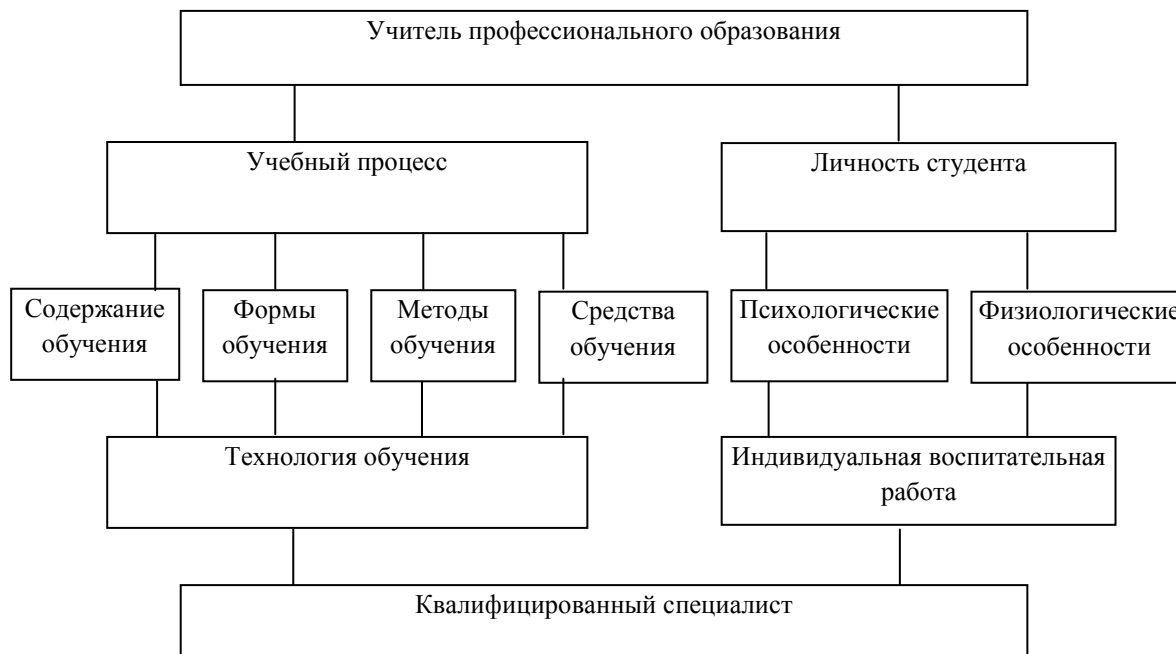 Учитель профессионального образования
Учебный процесс
Личность студента
Содержание
обучения
Формы
обучения
Методы
обучения
Средства
обучения
Психологические
особенности
Физиологические
особенности
Технология обучения
Индивидуальная воспитательная
работа
Квалифицированный специалист